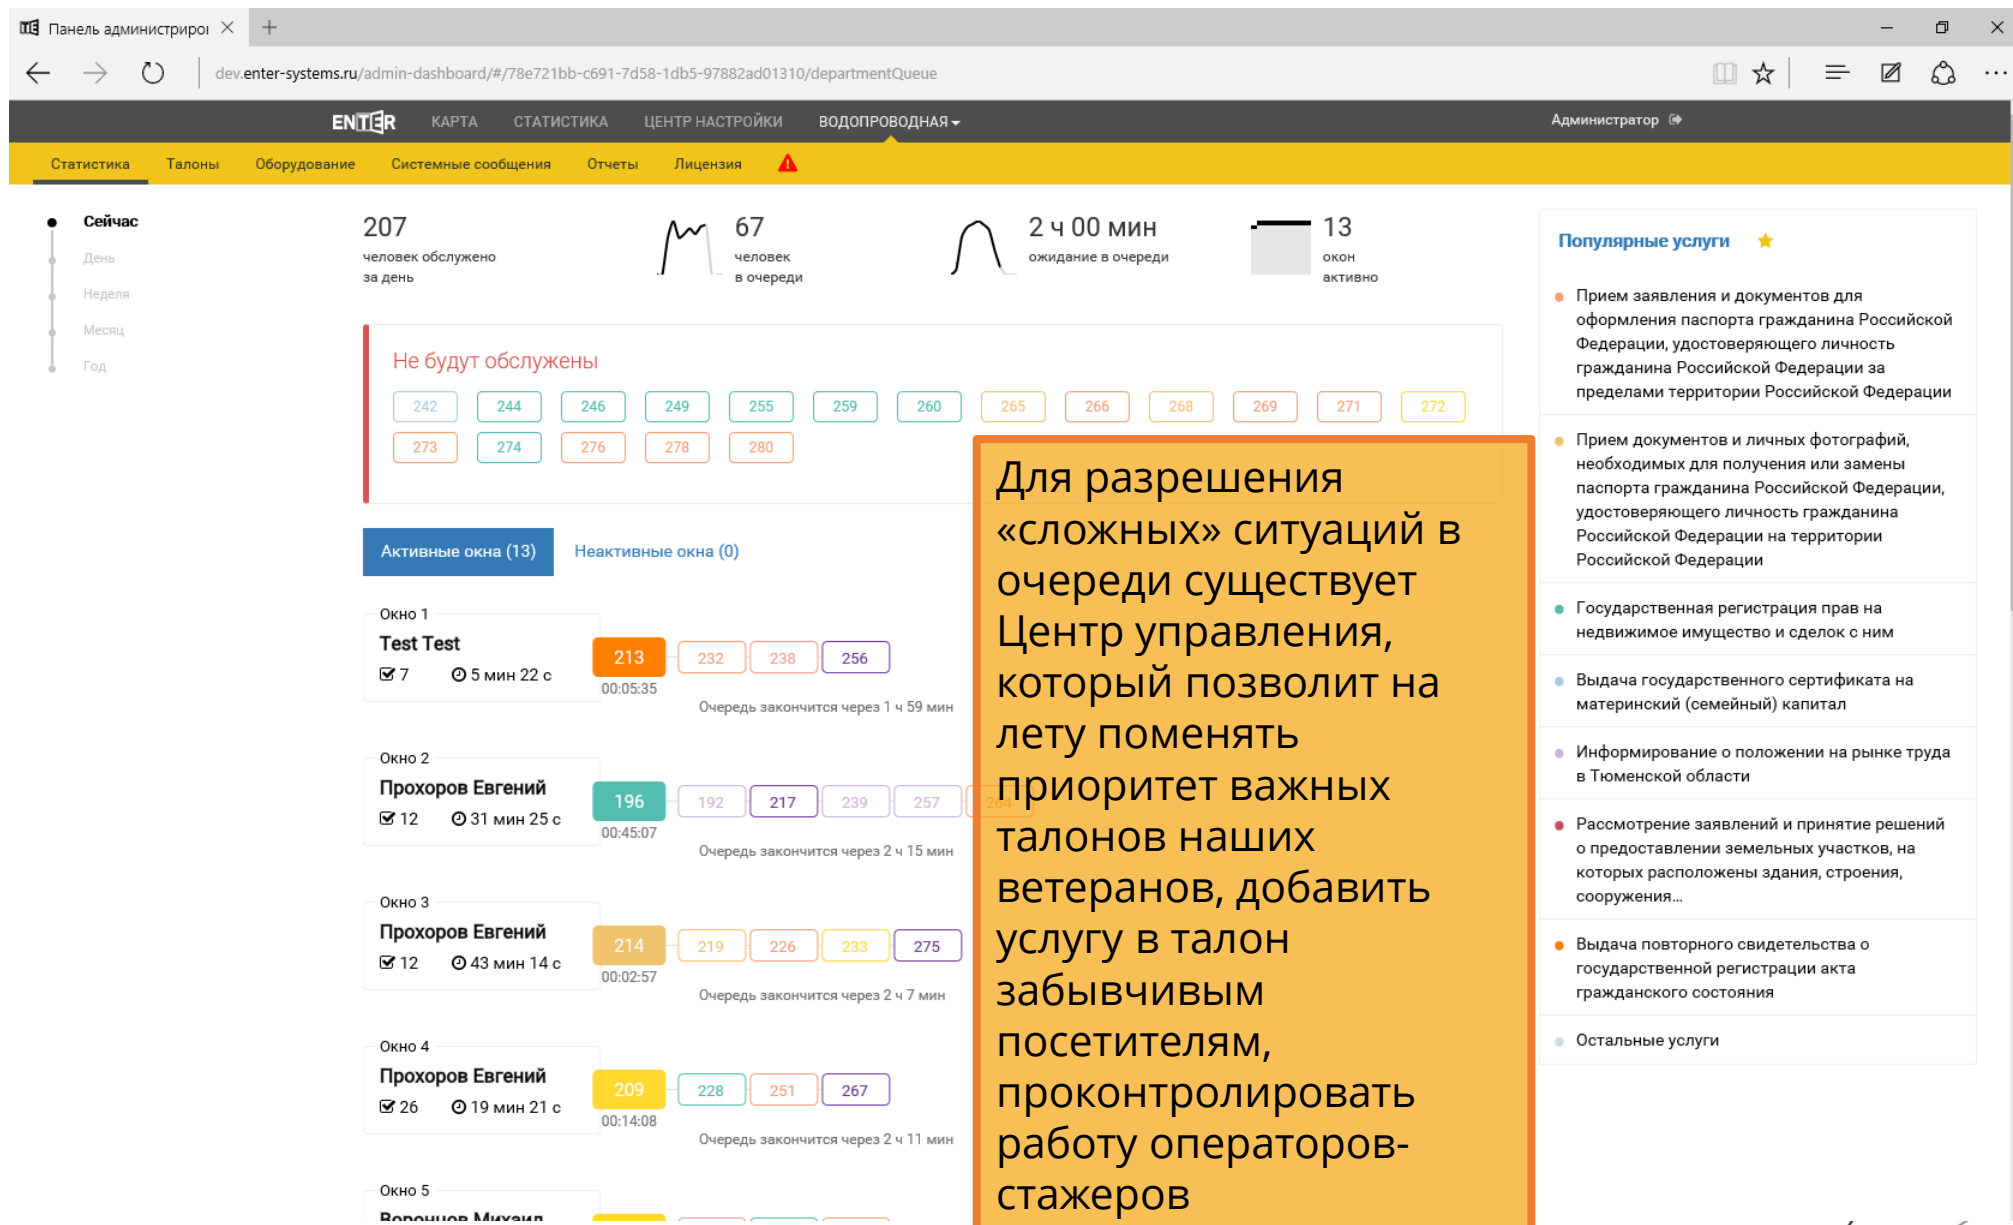 Панель администриро
dev.enter-systems.ru/admin-dashboard/#/78e721bb-c691-7d58-1db5-97882ad01310/departmentQueue
ENTER КАРТА СТАТИСТИКА ЦЕНТР НАСТРОЙКИ ВОДОПРОВОДНАЯ
Администратор
Статистика Талоны Оборудование Системные сообщения Отчеты Лицензия
Сейчас
День
Неделя
Месяц
Год
207
человек обслужено
за день
67
человек
в очереди
2 ч 00 мин
ожидание в очереди
13
окон
активно
Не будут обслужены
242 244 246 249 255 259 260 265 266 268 269 271 272
273 274 276 278 280
Активные окна (13) Неактивные окна (0)
Окно 1
Test Test
7 5 мин 22 с
213 232 238 256
00:05:35
Очередь закончится через 1 ч 59 мин
Окно 2
Прохоров Евгений
12 31 мин 25 с
196 192 217 239 257 264
00:45:07
Очередь закончится через 2 ч 15 мин
Окно 3
Прохоров Евгений
12 43 мин 14 с
214 219 226 233 275
00:02:57
Очередь закончится через 2 ч 7 мин
Окно 4
Прохоров Евгений
26 19 мин 21 с
209 228 251 267
00:14:08
Очередь закончится через 2 ч 11 мин
Окно 5
Воронцов Михаил
Для разрешения
«сложных» ситуаций в
очереди существует
Центр управления,
который позволит на
лету поменять
приоритет важных
талонов наших
ветеранов, добавить
услугу в талон
забывчивым
посетителям,
проконтролировать
работу операторов-
стажеров
Популярные услуги
Прием заявления и документов для
оформления паспорта гражданина Российской
Федерации, удостоверяющего личность
гражданина Российской Федерации за
пределами территории Российской Федерации
Прием документов и личных фотографий,
необходимых для получения или замены
паспорта гражданина Российской Федерации,
удостоверяющего личность гражданина
Российской Федерации на территории
Российской Федерации
Государственная регистрация прав на
недвижимое имущество и сделок с ним
Выдача государственного сертификата на
материнский (семейный) капитал
Информирование о положении на рынке труда
в Тюменской области
Рассмотрение заявлений и принятие решений
о предоставлении земельных участков, на
которых расположены здания, строения,
сооружения...
Выдача повторного свидетельства о
государственной регистрации акта
гражданского состояния
Остальные услуги